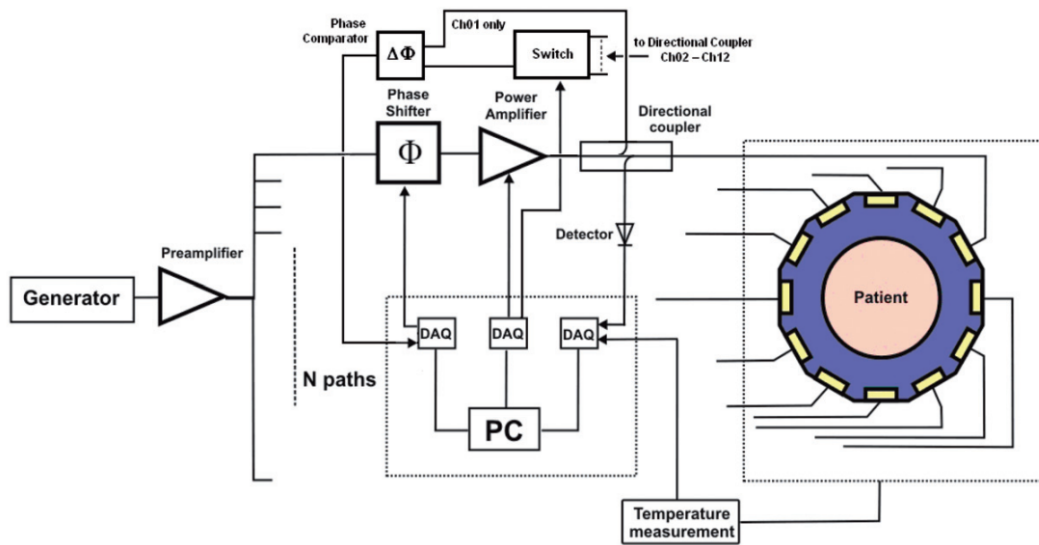 Phase
Comparator
ΔΦ
Ch01 only
Switch
to Directional Coupler
Ch02 – Ch12
Phase
Shifter
Φ
Power
Amplifier
Directional
coupler
Detector
Preamplifier
Generator
N paths
DAQ
DAQ
DAQ
PC
Patient
Temperature
measurement